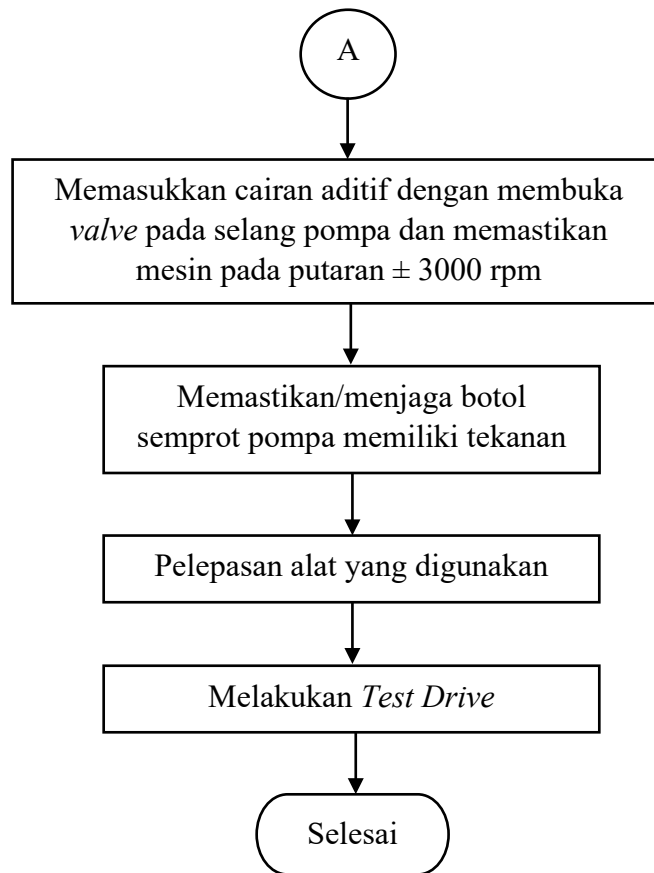 A
Memasukkan cairan aditif dengan membuka
valve pada selang pompa dan memastikan
mesin pada putaran ± 3000 rpm
Memastikan/menjaga botol
semprot pompa memiliki tekanan
Pelepasan alat yang digunakan
Melakukan Test Drive
Selesai